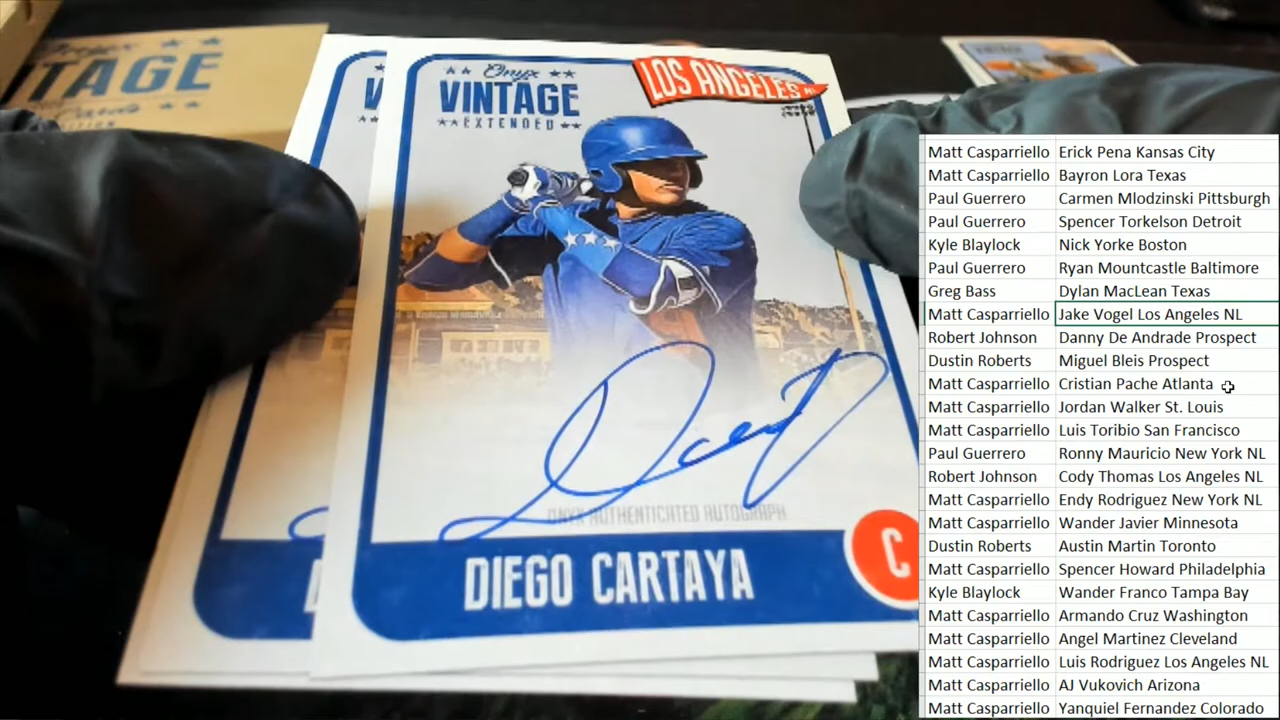 Onyx
VINTAGE
EXTENDED
LOS ANGELES NL
ONYX AUTHENTICATED AUTOGRAPH
DIEGO CARTAYA
C
TAGE
V
Matt Casparriello Erick Pena Kansas City
Matt Casparriello Bayron Lora Texas
Paul Guerrero Carmen Mlodzinski Pittsburgh
Paul Guerrero Spencer Torkelson Detroit
Kyle Blaylock Nick Yorke Boston
Paul Guerrero Ryan Mountcastle Baltimore
Greg Bass Dylan MacLean Texas
Matt Casparriello Jake Vogel Los Angeles NL
Robert Johnson Danny De Andrade Prospect
Dustin Roberts Miguel Bleis Prospect
Matt Casparriello Cristian Pache Atlanta
Matt Casparriello Jordan Walker St. Louis
Matt Casparriello Luis Toribio San Francisco
Paul Guerrero Ronny Mauricio New York NL
Robert Johnson Cody Thomas Los Angeles NL
Matt Casparriello Endy Rodriguez New York NL
Matt Casparriello Wander Javier Minnesota
Dustin Roberts Austin Martin Toronto
Matt Casparriello Spencer Howard Philadelphia
Kyle Blaylock Wander Franco Tampa Bay
Matt Casparriello Armando Cruz Washington
Matt Casparriello Angel Martinez Cleveland
Matt Casparriello Luis Rodriguez Los Angeles NL
Matt Casparriello AJ Vukovich Arizona
Matt Casparriello Yanquiel Fernandez Colorado